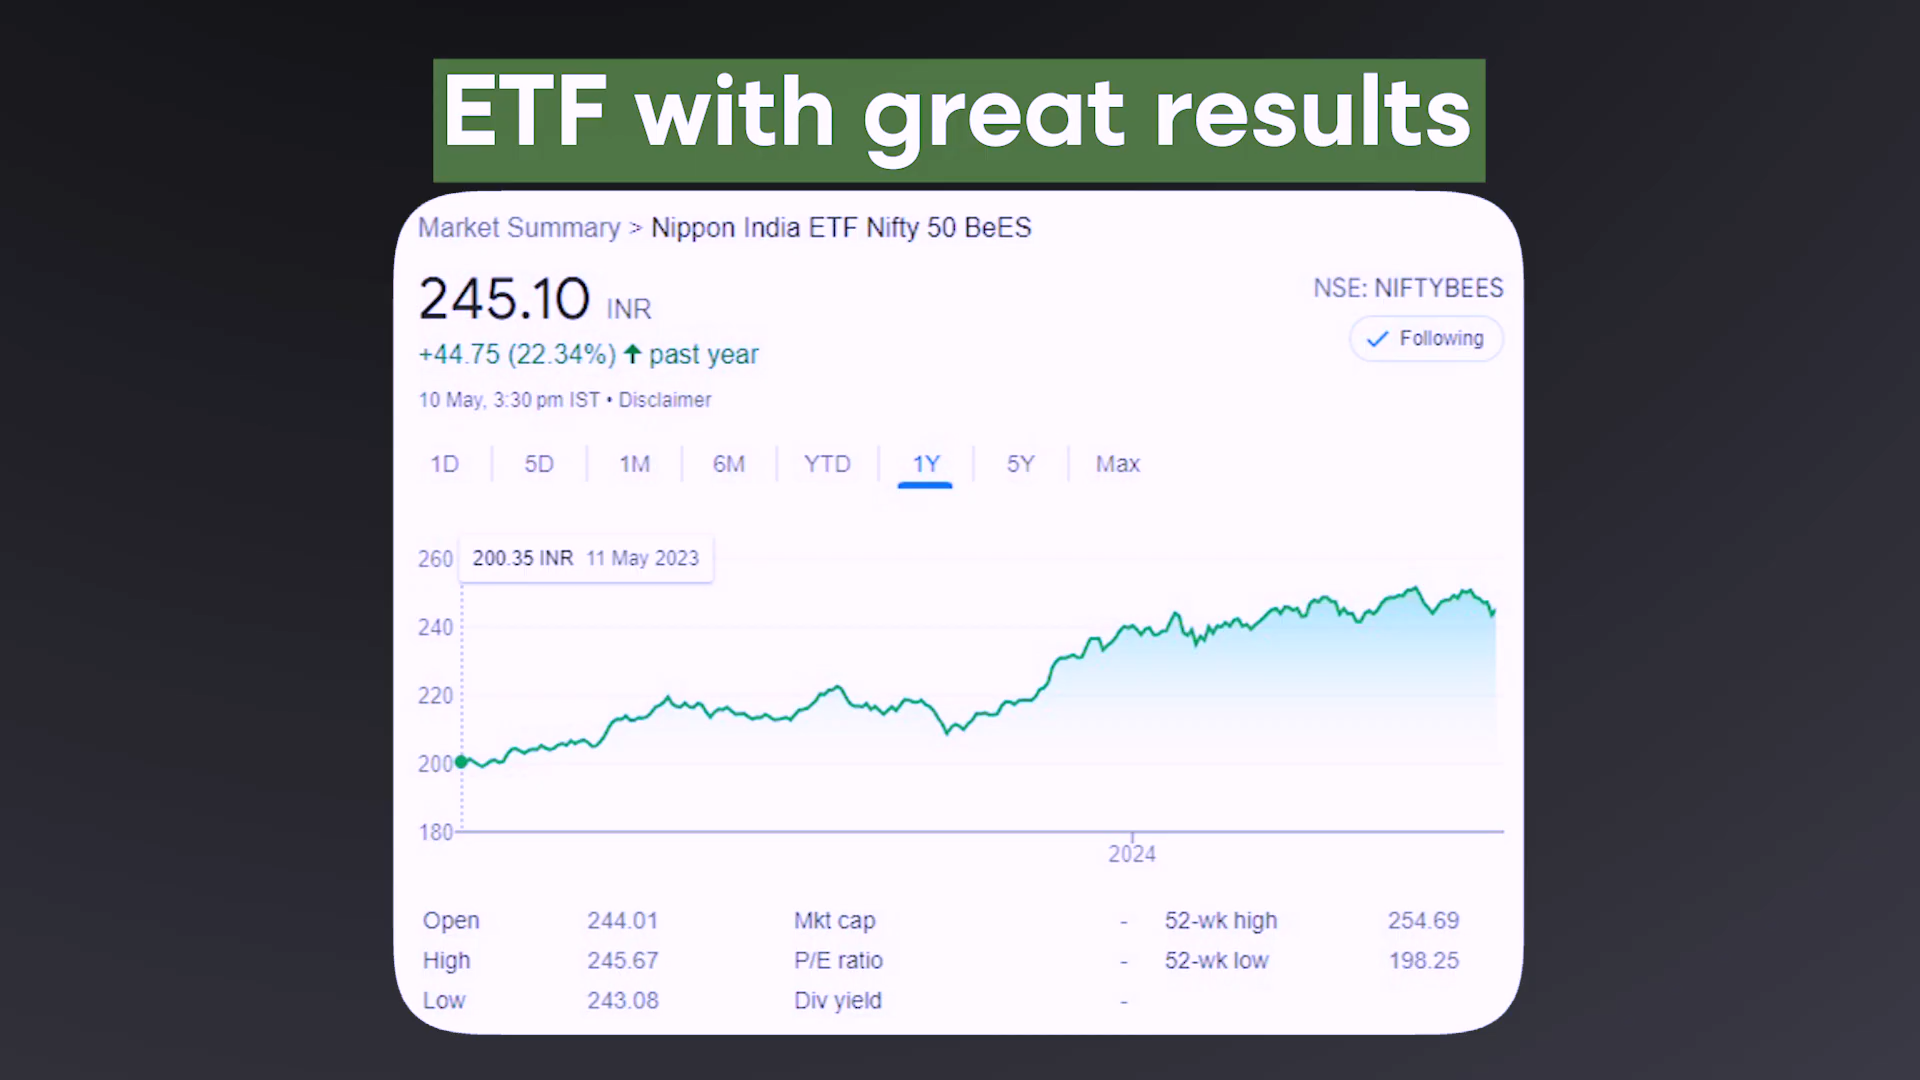 ETF with great results
Market Summary > Nippon India ETF Nifty 50 BeES
245.10 INR
NSE: NIFTYBEES
+44.75 (22.34%) ↑ past year
Following
10 May, 3:30 pm IST • Disclaimer
1D 5D 1M 6M YTD 1Y 5Y Max
260
200.35 INR 11 May 2023
240
220
200
180
2024
Open 244.01 Mkt cap - 52-wk high 254.69
High 245.67 P/E ratio - 52-wk low 198.25
Low 243.08 Div yield -